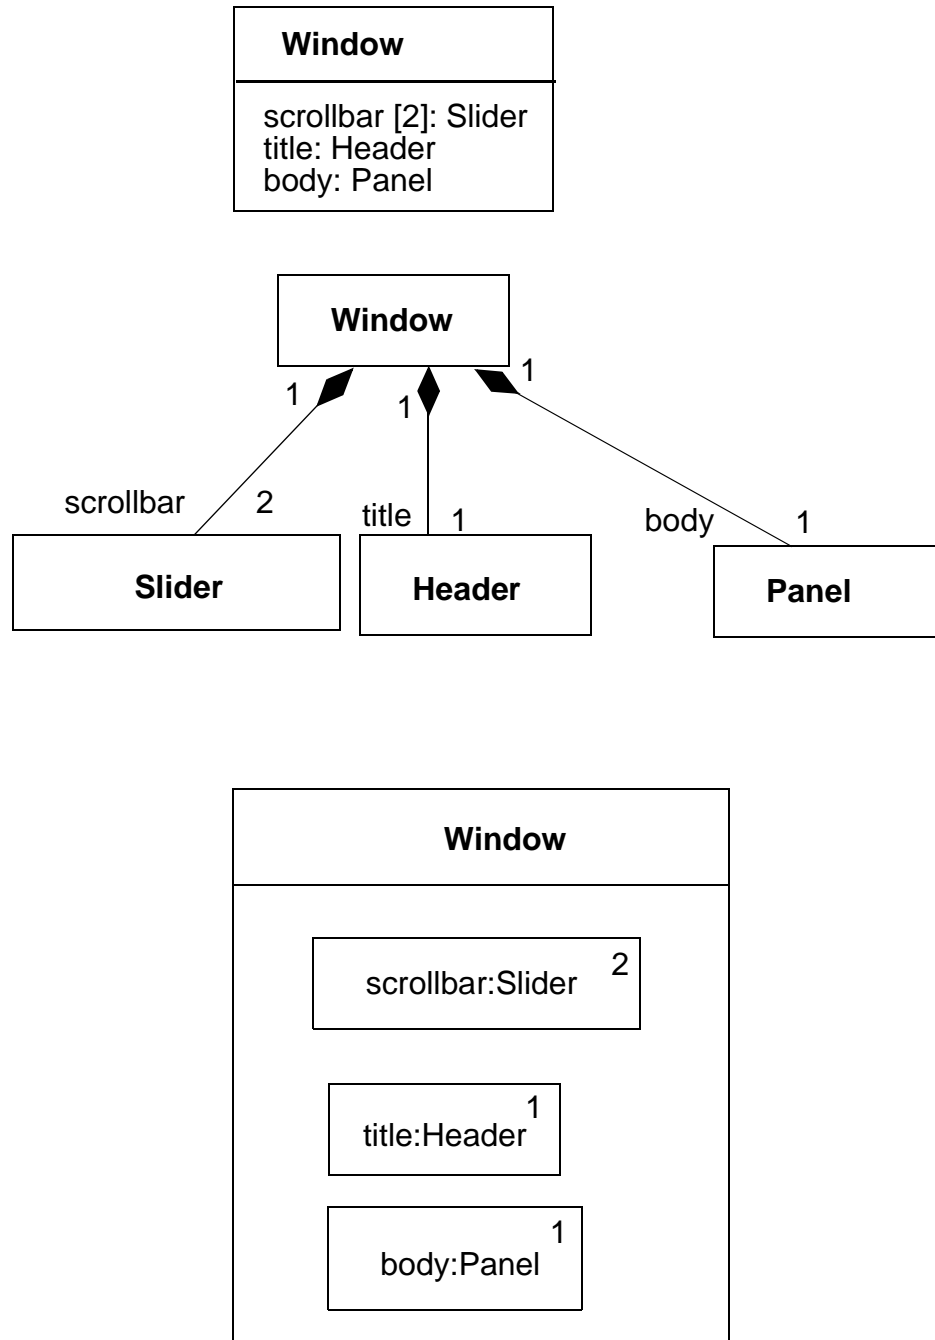 Window
scrollbar [2]: Slider
title: Header
body: Panel
Window
1
1
1
scrollbar
2
title
1
body
1
Slider
Header
Panel
Window
scrollbar:Slider
2
title:Header
1
body:Panel
1